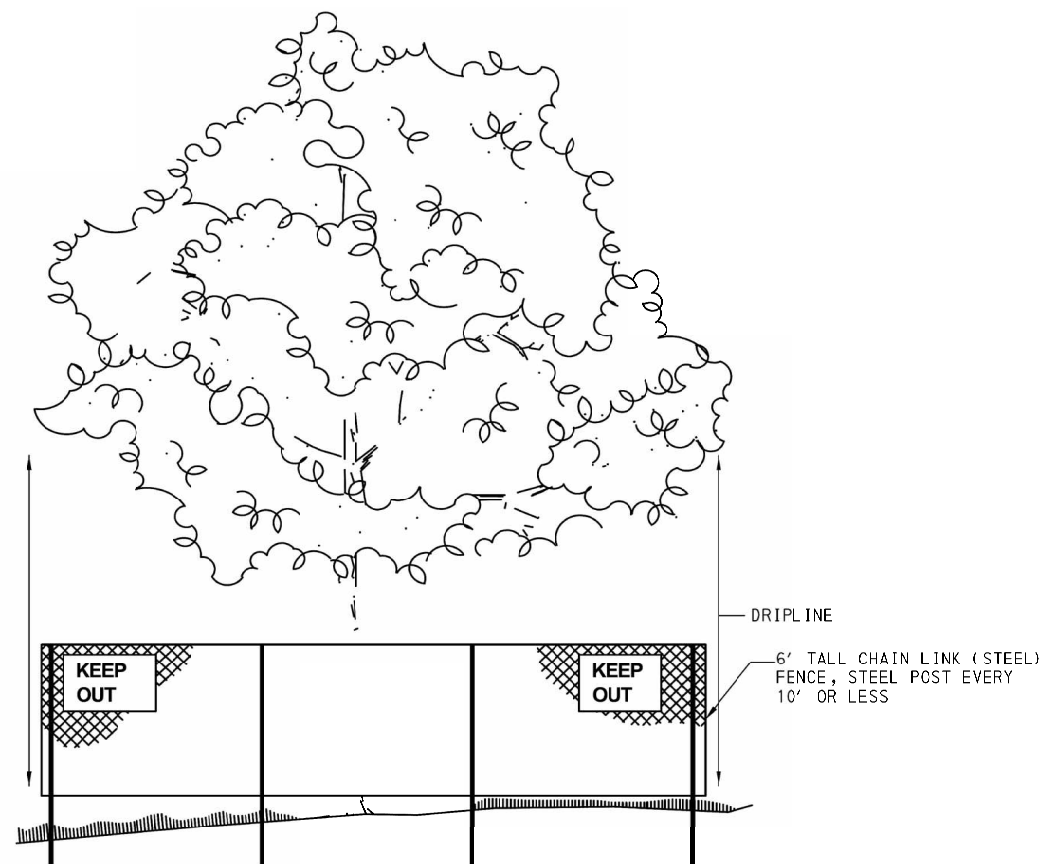 DRIPLINE
KEEP
OUT
KEEP
OUT
6' TALL CHAIN LINK (STEEL)
FENCE, STEEL POST EVERY
10' OR LESS